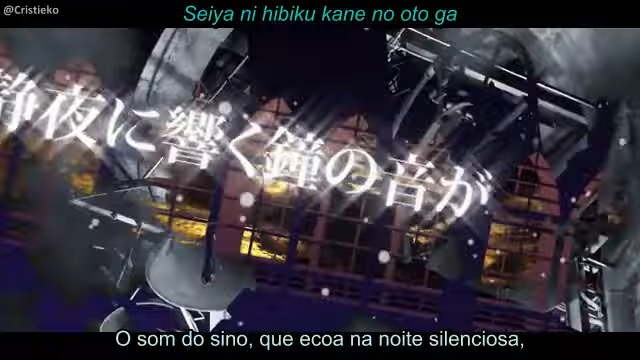 @Cristieko
Seiya ni hibiku kane no oto ga
静夜に響く鐘の音が
O som do sino, que ecoa na noite silenciosa,